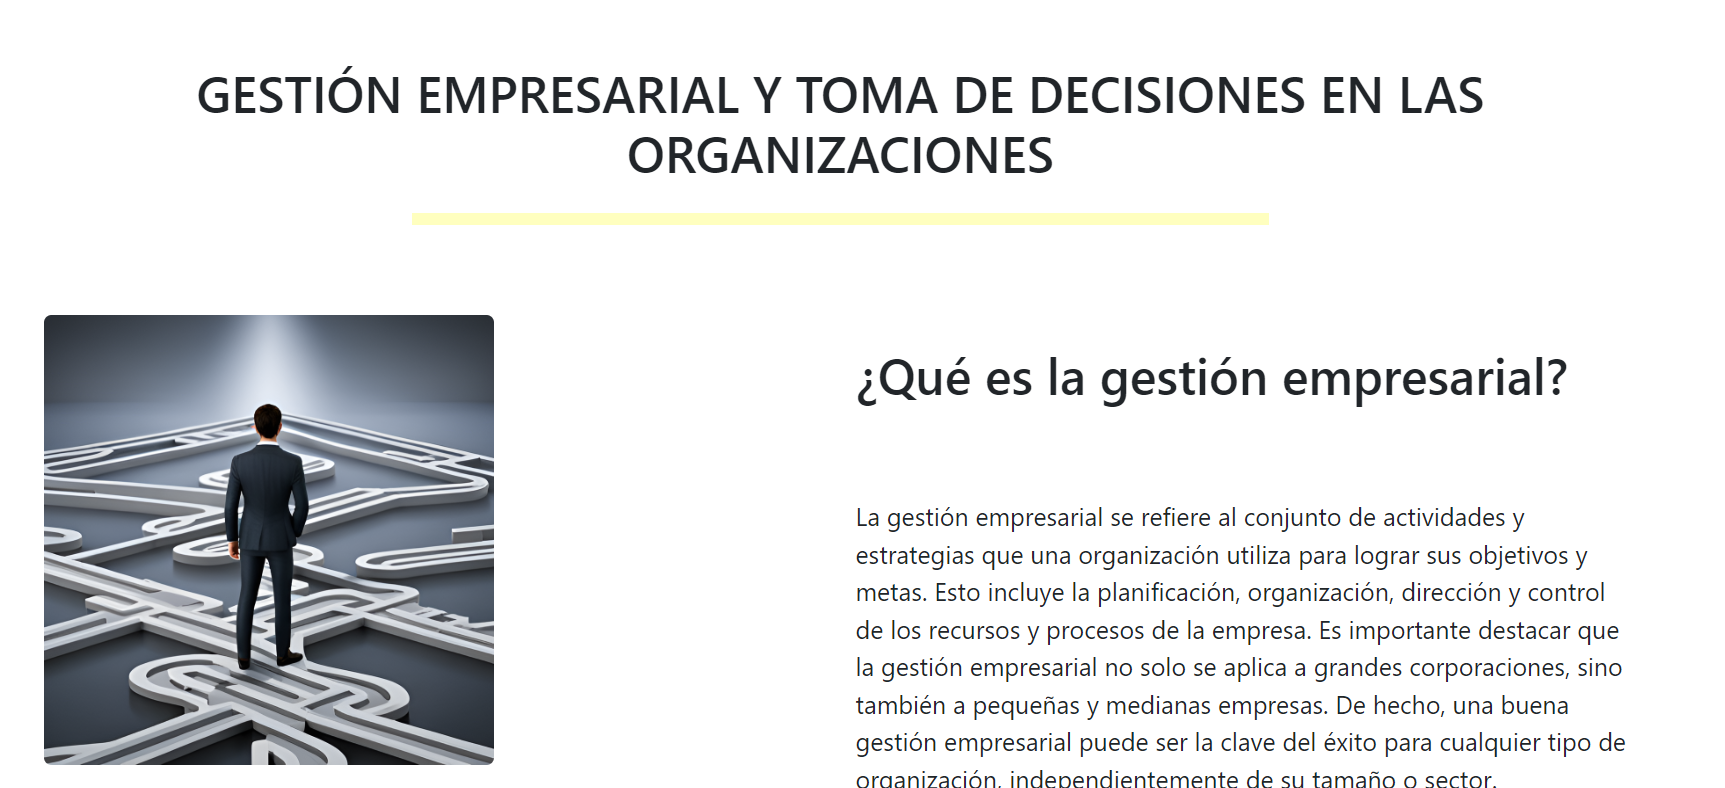 GESTIÓN EMPRESARIAL Y TOMA DE DECISIONES EN LAS
ORGANIZACIONES
¿Qué es la gestión empresarial?
La gestión empresarial se refiere al conjunto de actividades y
estrategias que una organización utiliza para lograr sus objetivos y
metas. Esto incluye la planificación, organización, dirección y control
de los recursos y procesos de la empresa. Es importante destacar que
la gestión empresarial no solo se aplica a grandes corporaciones, sino
también a pequeñas y medianas empresas. De hecho, una buena
gestión empresarial puede ser la clave del éxito para cualquier tipo de
organización, independientemente de su tamaño o sector.